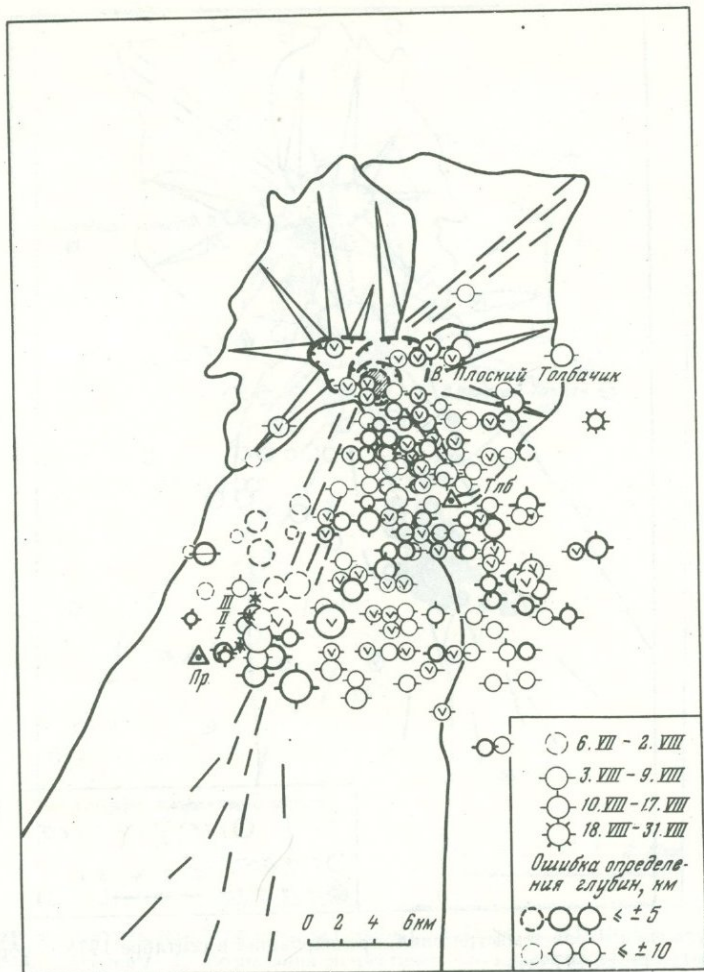 В. Плоский Толбачик
Тлб
III
II
I
Пр
6. VII – 2. VIII
3. VIII – 9. VIII
10. VIII – 17. VIII
18. VIII – 31. VIII
Ошибка определе-
ния глубин, км
≤ ± 5
≤ ± 10
0 2 4 6км